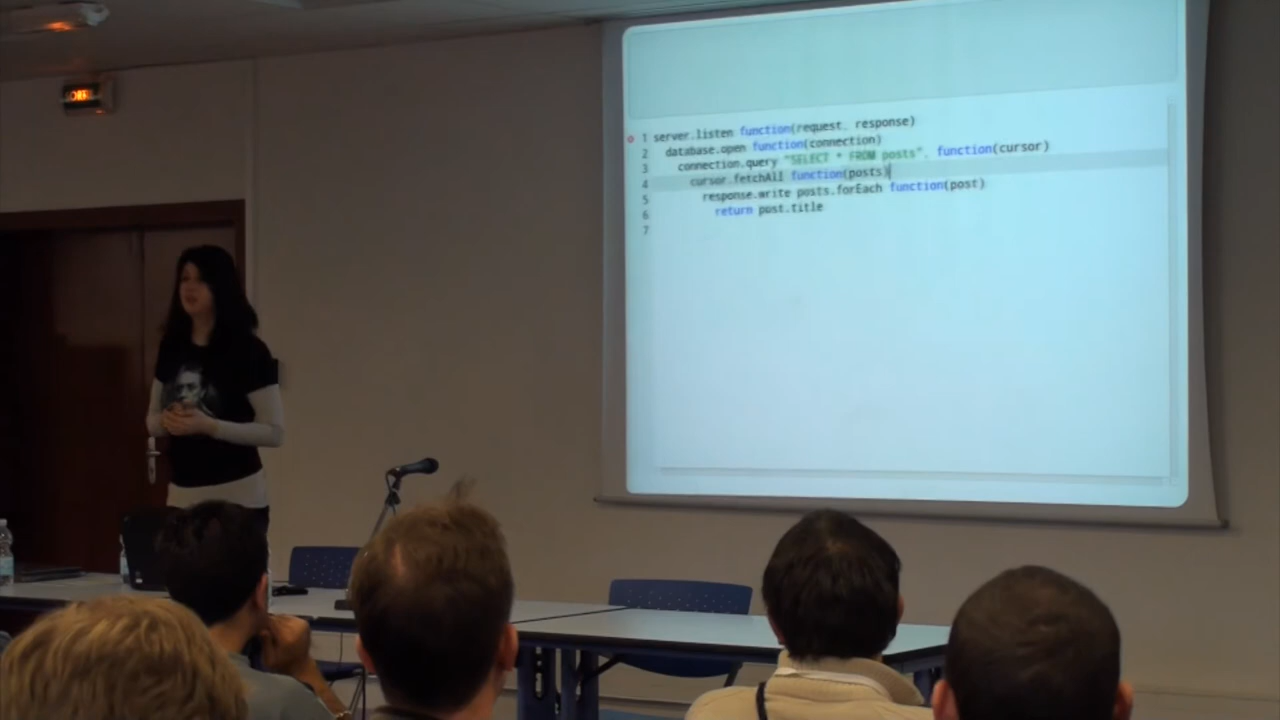 1 server.listen function(request, response)
2 database.open function(connection)
3 connection.query "SELECT * FROM posts", function(cursor)
4 cursor.fetchAll function(posts)
5 response.write posts.forEach function(post)
6 return post.title
7